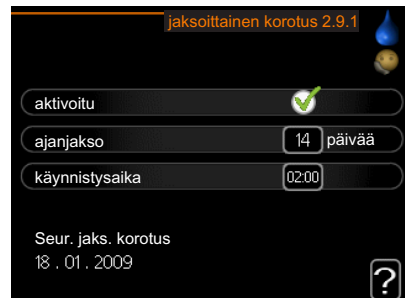 jaksoittainen korotus 2.9.1
aktivoitu
ajanjakso 14 päivää
käynnistysaika 02:00
Seur. jaks. korotus
18 . 01 . 2009
?